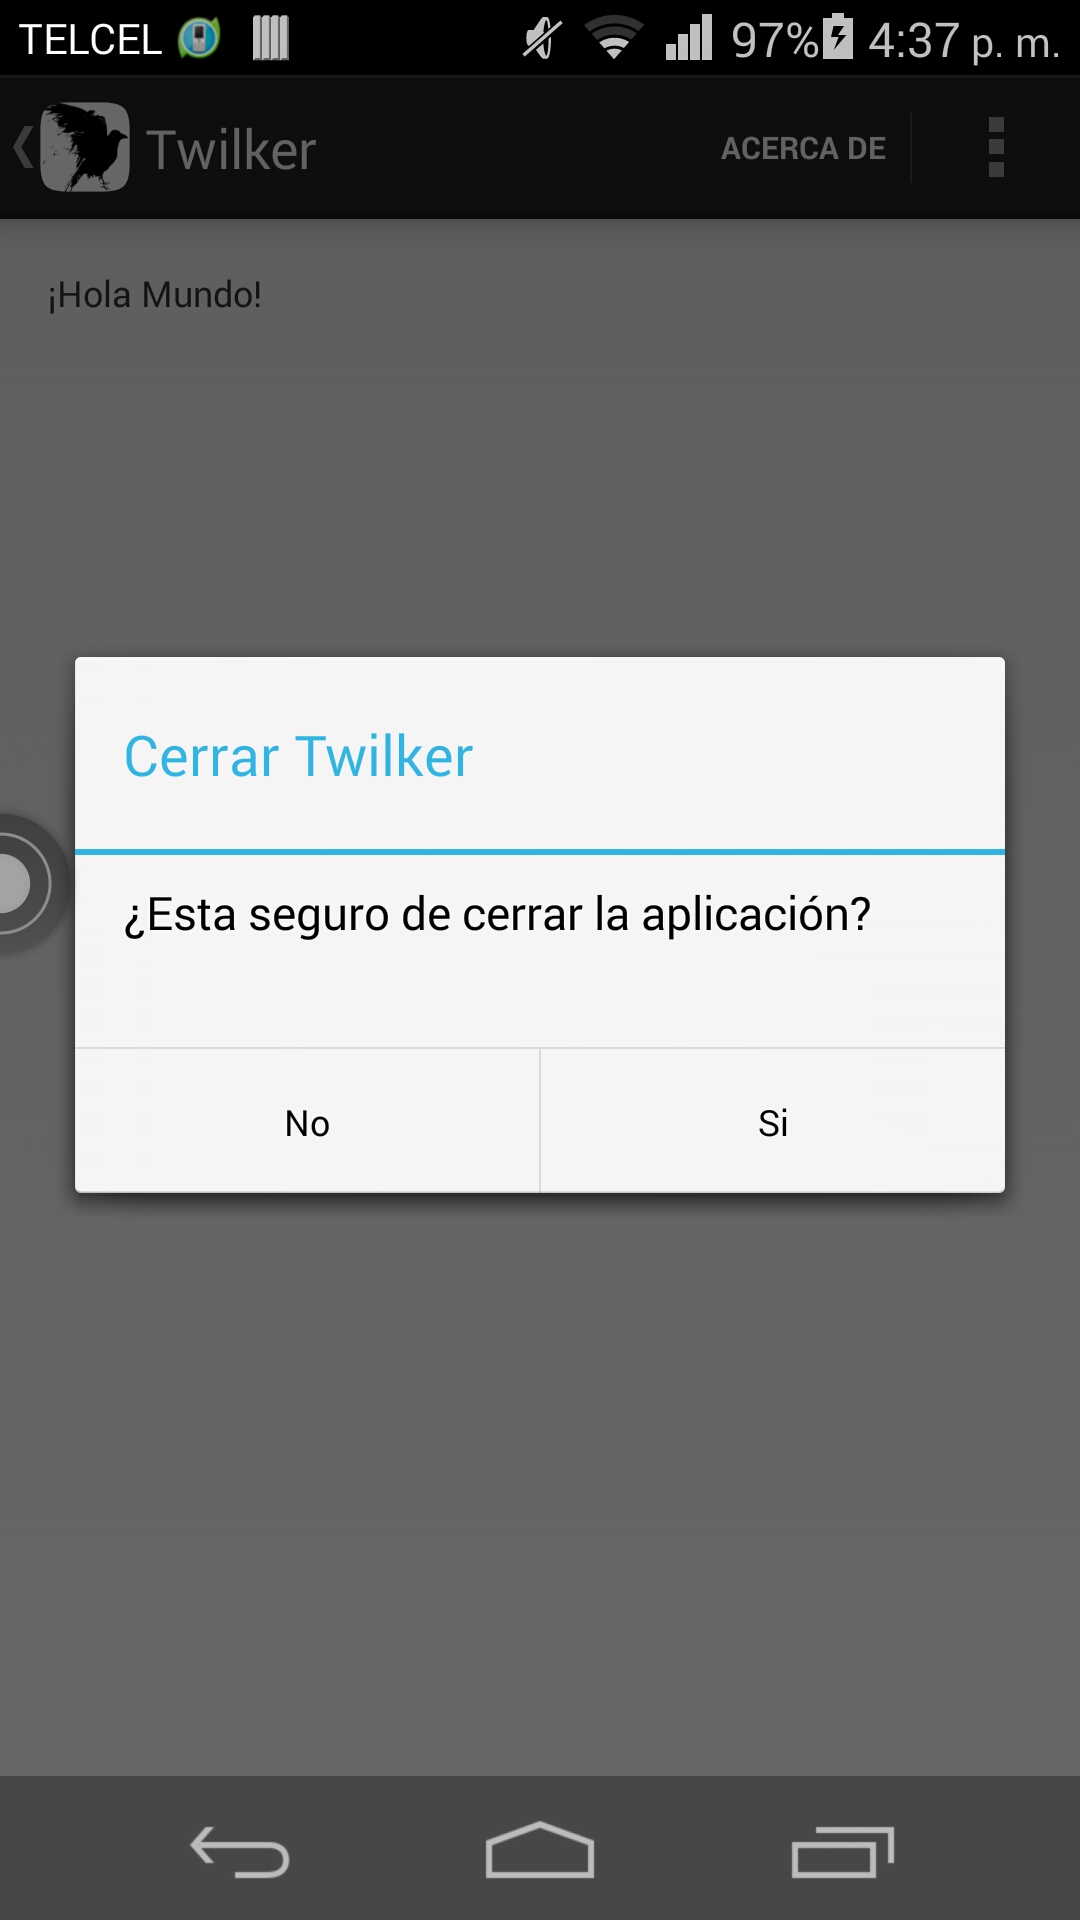 TELCEL 97% 4:37 p. m.
Twilker ACERCA DE
¡Hola Mundo!
Cerrar Twilker
¿Esta seguro de cerrar la aplicación?
No Si